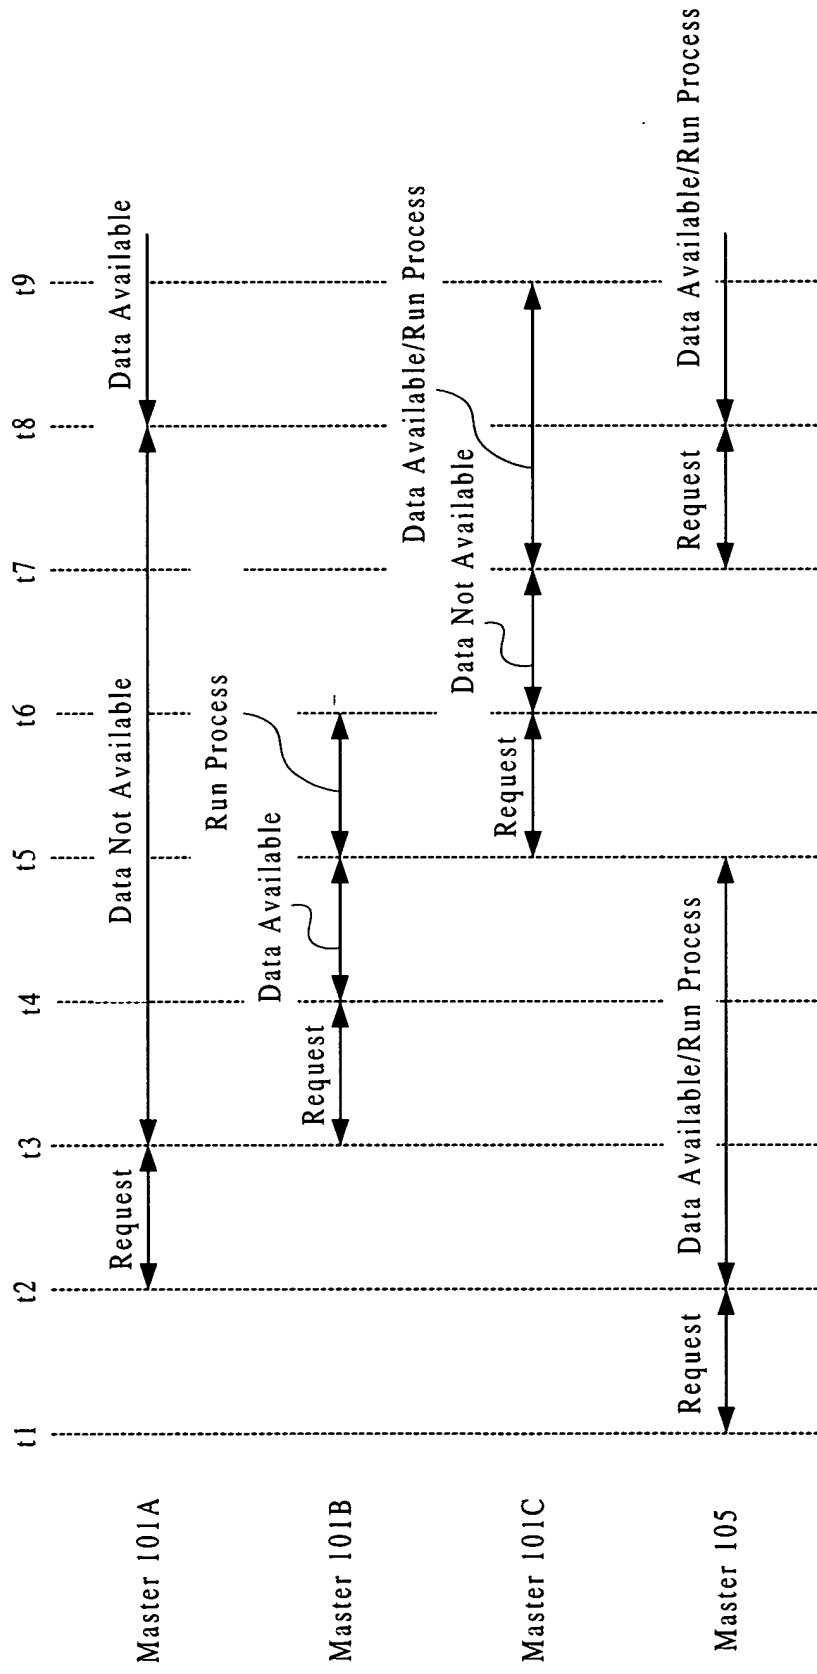 t1 t2 t3 t4 t5 t6 t7 t8 t9
Master 101A
Request
Data Not Available
Data Available
Master 101B
Request
Data Available
Run Process
Master 101C
Request
Data Not Available
Data Available/Run Process
Master 105
Request
Data Available/Run Process
Request
Data Available/Run Process